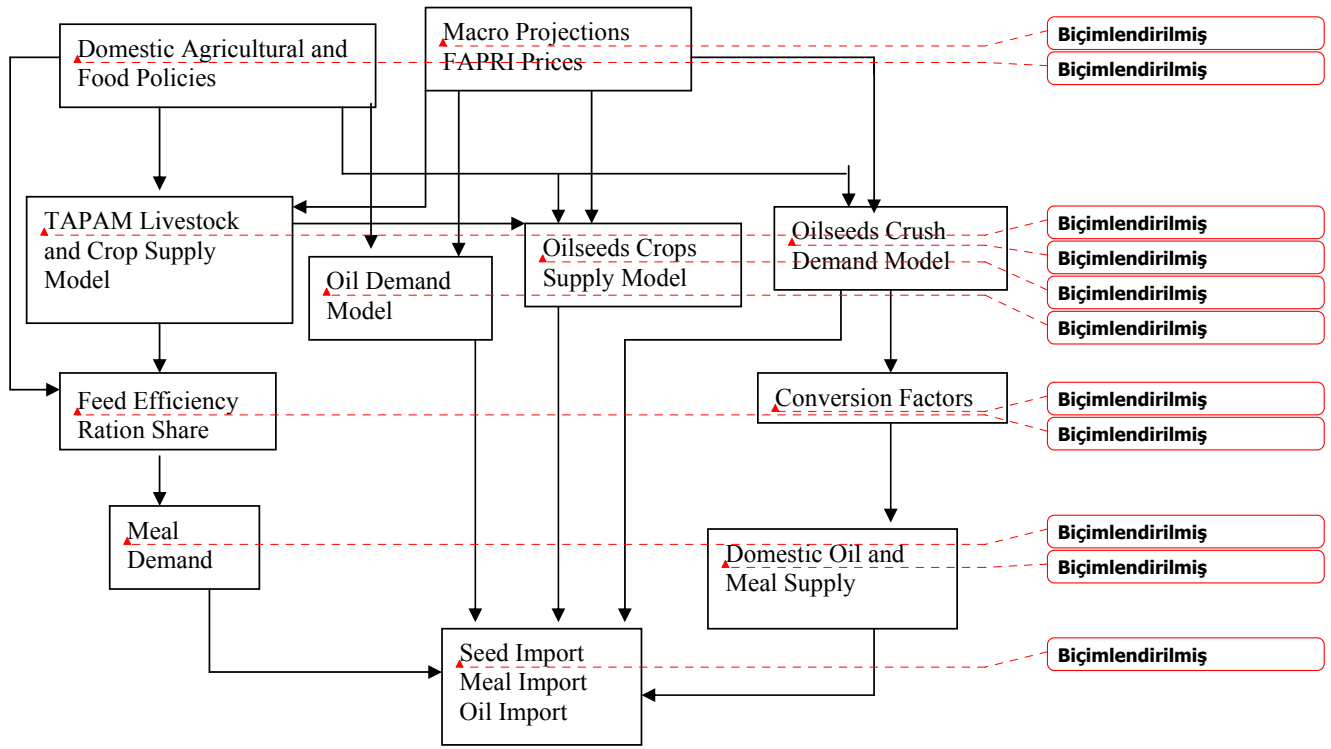 Domestic Agricultural and
Food Policies
Macro Projections
FAPRI Prices
Biçimlendirilmiş
Biçimlendirilmiş
TAPAM Livestock
and Crop Supply
Model
Oil Demand
Model
Oilseeds Crops
Supply Model
Oilseeds Crush
Demand Model
Biçimlendirilmiş
Biçimlendirilmiş
Biçimlendirilmiş
Biçimlendirilmiş
Feed Efficiency
Ration Share
Conversion Factors
Biçimlendirilmiş
Biçimlendirilmiş
Meal
Demand
Domestic Oil and
Meal Supply
Biçimlendirilmiş
Biçimlendirilmiş
Seed Import
Meal Import
Oil Import
Biçimlendirilmiş